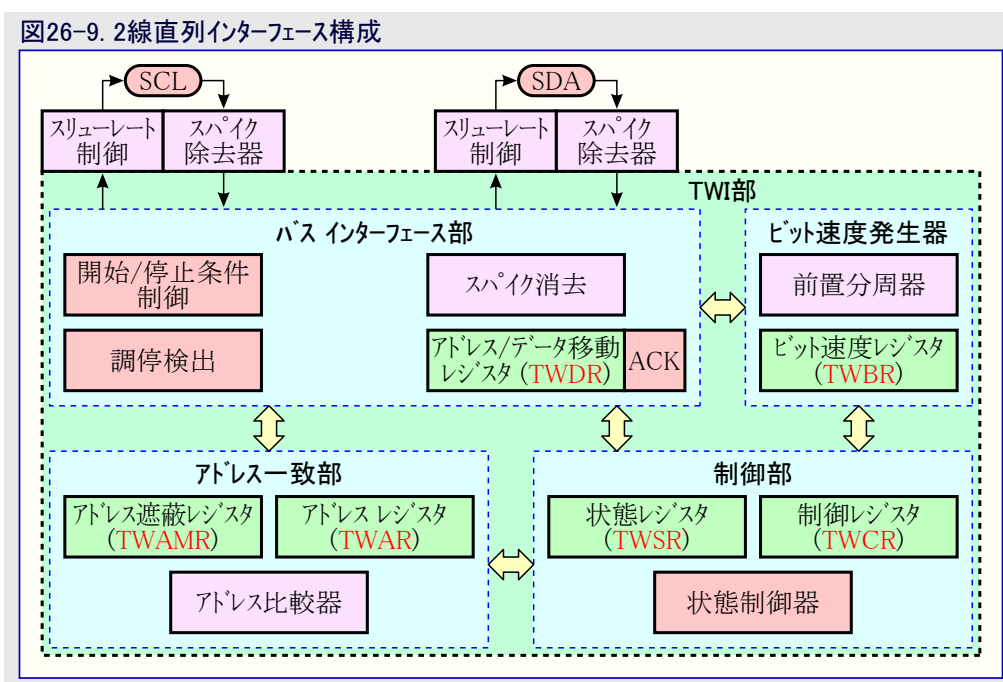 図26-9. 2線直列インターフェース構成
SCL
SDA
スリューレート
制御
スパイク
除去器
スリューレート
制御
スパイク
除去器
TWI部
バス インターフェース部
ビット速度発生器
開始/停止条件
制御
スパイク消去
前置分周器
調停検出
アドレス/データ移動
レジスタ (TWDR)
ACK
ビット速度レジスタ
(TWBR)
アドレス一致部
制御部
アドレス遮蔽レジスタ
(TWAMR)
アドレス レジスタ
(TWAR)
状態レジスタ
(TWSR)
制御レジスタ
(TWCR)
アドレス比較器
状態制御器